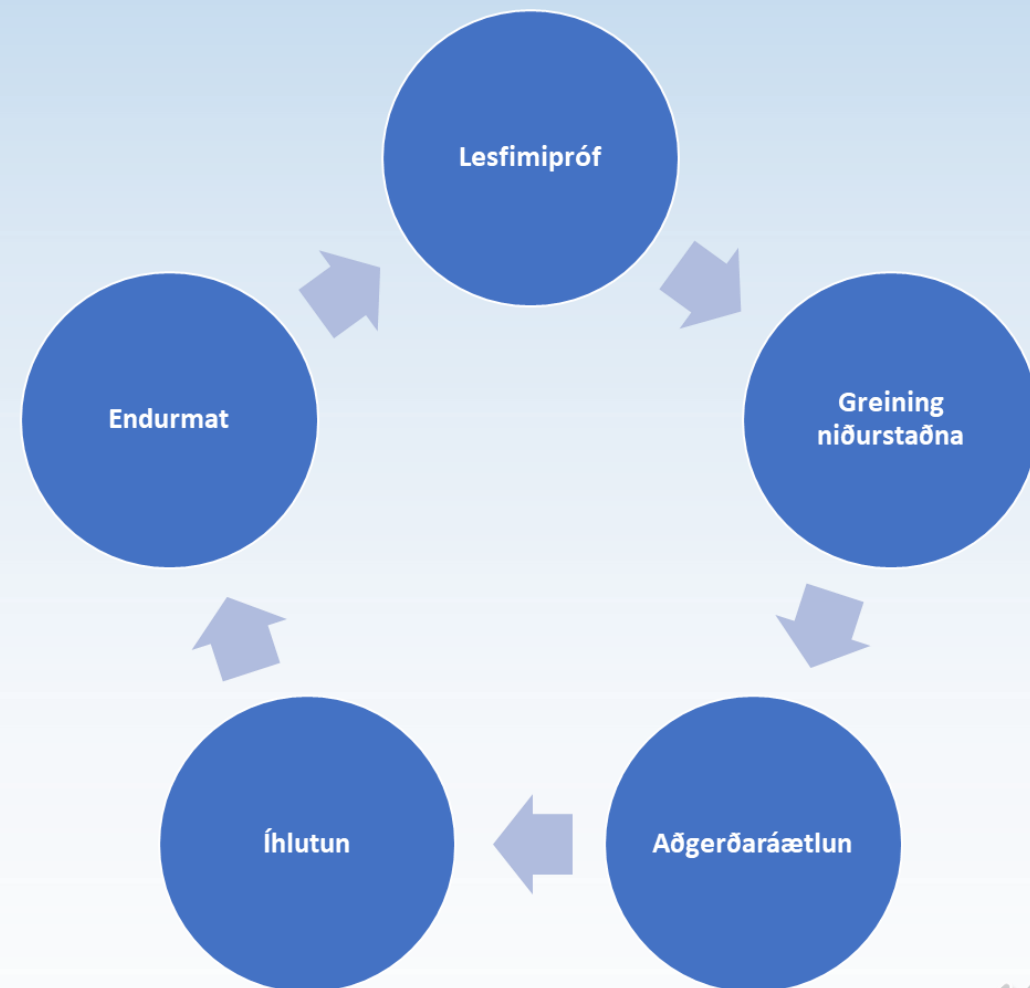 Lesfimipróf
Greining
niðurstaðna
Aðgerðaráætlun
Íhlutun
Endurmat